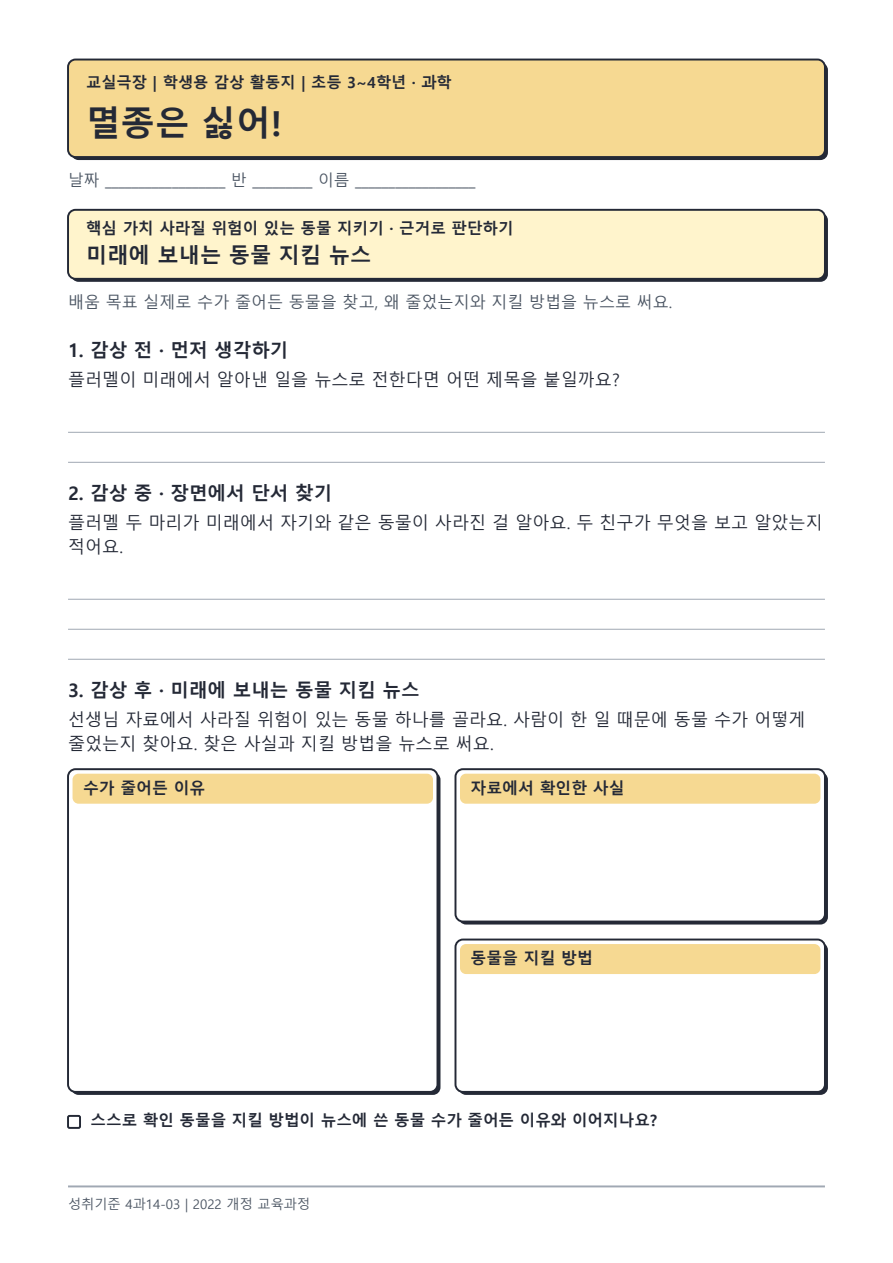 교실극장 | 학생용 감상 활동지 | 초등 3~4학년 · 과학
멸종은 싫어!
날짜 ______________ 반 _______ 이름 ______________
핵심 가치 사라질 위험이 있는 동물 지키기 · 근거로 판단하기
미래에 보내는 동물 지킴 뉴스
배움 목표 실제로 수가 줄어든 동물을 찾고, 왜 줄었는지와 지킬 방법을 뉴스로 써요.
1. 감상 전 · 먼저 생각하기
플러멜이 미래에서 알아낸 일을 뉴스로 전한다면 어떤 제목을 붙일까요?
2. 감상 중 · 장면에서 단서 찾기
플러멜 두 마리가 미래에서 자기와 같은 동물이 사라진 걸 알아요. 두 친구가 무엇을 보고 알았는지
적어요.
3. 감상 후 · 미래에 보내는 동물 지킴 뉴스
선생님 자료에서 사라질 위험이 있는 동물 하나를 골라요. 사람이 한 일 때문에 동물 수가 어떻게
줄었는지 찾아요. 찾은 사실과 지킬 방법을 뉴스로 써요.
수가 줄어든 이유
자료에서 확인한 사실
동물을 지킬 방법
스스로 확인 동물을 지킬 방법이 뉴스에 쓴 동물 수가 줄어든 이유와 이어지나요?
성취기준 4과14-03 | 2022 개정 교육과정